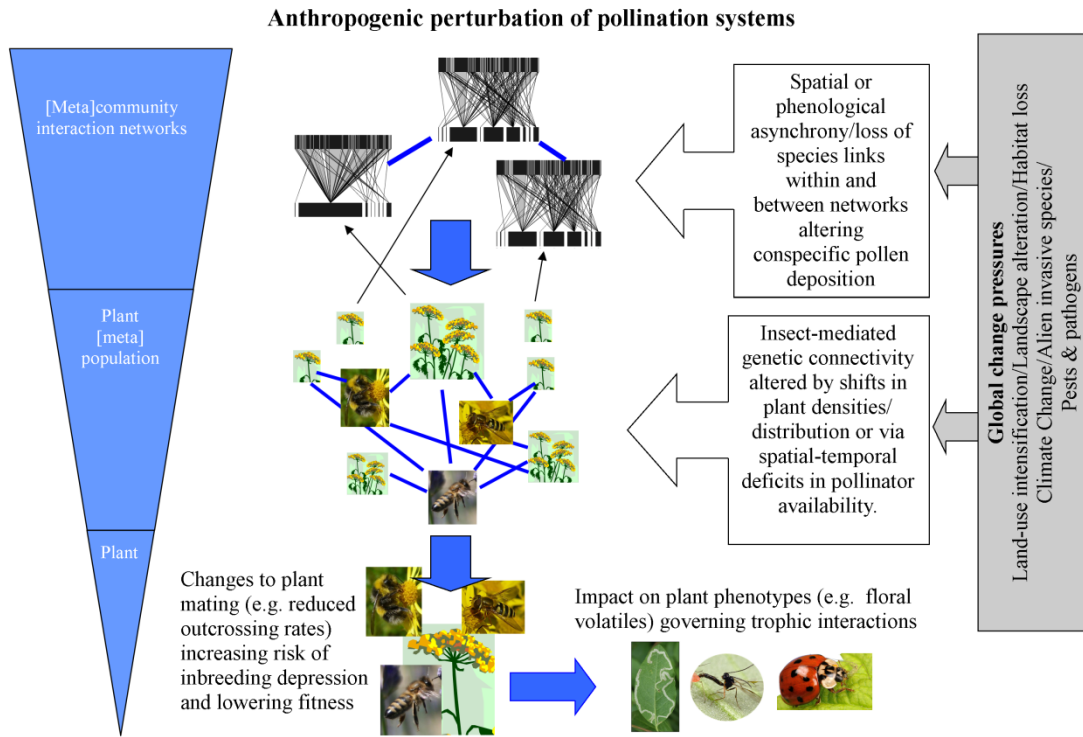 Anthropogenic perturbation of pollination systems
[Meta]community
interaction networks
Plant
[meta]
population
Plant
Spatial or
phenological
asynchrony/loss of
species links
within and
between networks
altering
conspecific pollen
deposition
Insect-mediated
genetic connectivity
altered by shifts in
plant densities/
distribution or via
spatial-temporal
deficits in pollinator
availability.
Global change pressures
Land-use intensification/Landscape alteration/Habitat loss
Climate Change/Alien invasive species/
Pests & pathogens
Changes to plant
mating (e.g. reduced
outcrossing rates)
increasing risk of
inbreeding depression
and lowering fitness
Impact on plant phenotypes (e.g. floral
volatiles) governing trophic interactions